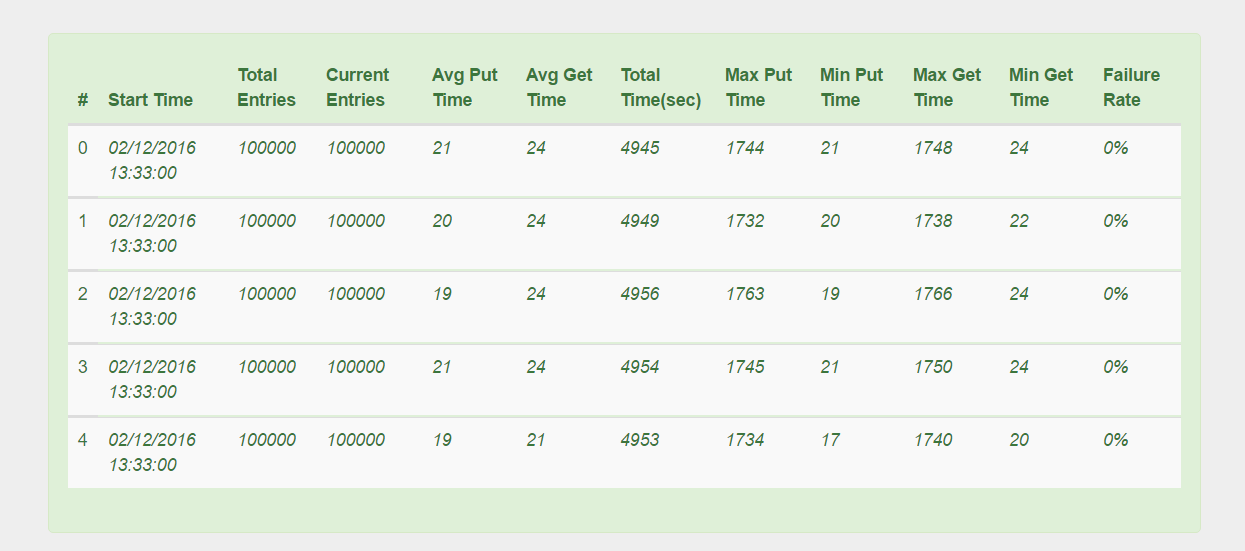 # Start Time Total Entries Current Entries Avg Put Time Avg Get Time Total Time(sec) Max Put Time Min Put Time Max Get Time Min Get Time Failure Rate
0 02/12/2016 13:33:00 100000 100000 21 24 4945 1744 21 1748 24 0%
1 02/12/2016 13:33:00 100000 100000 20 24 4949 1732 20 1738 22 0%
2 02/12/2016 13:33:00 100000 100000 19 24 4956 1763 19 1766 24 0%
3 02/12/2016 13:33:00 100000 100000 21 24 4954 1745 21 1750 24 0%
4 02/12/2016 13:33:00 100000 100000 19 21 4953 1734 17 1740 20 0%